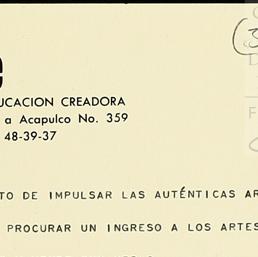 UCACION CREADORA
a Acapulco No. 359
48-39-37
TO DE IMPULSAR LAS AUTÉNTICAS AR
PROCURAR UN INGRESO A LOS ARTES